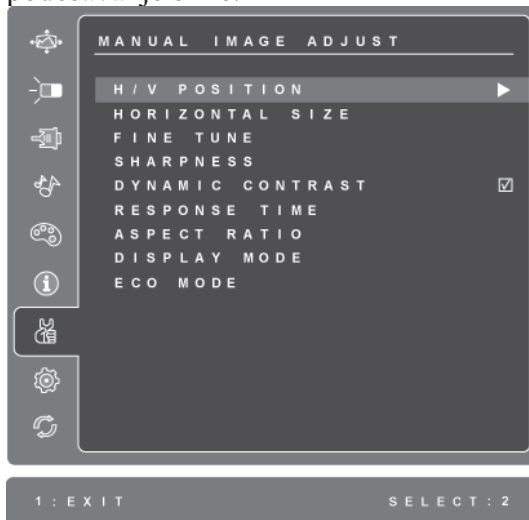 MANUAL IMAGE ADJUST
H/V POSITION
HORIZONTAL SIZE
FINE TUNE
SHARPNESS
DYNAMIC CONTRAST
RESPONSE TIME
ASPECT RATIO
DISPLAY MODE
ECO MODE
1 : EXIT
SELECT : 2